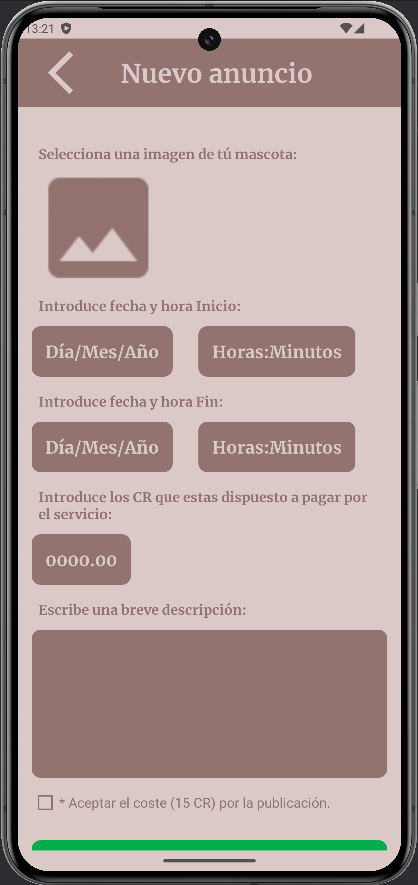 13:21
Nuevo anuncio
Selecciona una imagen de tú mascota:
Introduce fecha y hora Inicio:
Día/Mes/Año Horas:Minutos
Introduce fecha y hora Fin:
Día/Mes/Año Horas:Minutos
Introduce los CR que estas dispuesto a pagar por
el servicio:
0000.00
Escribe una breve descripción:
* Aceptar el coste (15 CR) por la publicación.